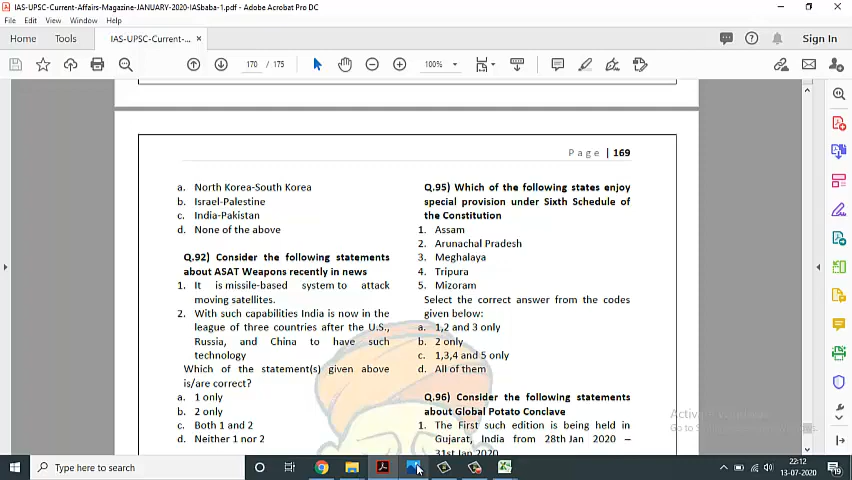 IAS-UPSC-Current-Affairs-Magazine-JANUARY-2020-IASbaba-1.pdf - Adobe Acrobat Pro DC
File Edit View Window Help
Home Tools IAS-UPSC-Current-... × Sign In
170 / 175 100%
Page | 169
a. North Korea-South Korea
b. Israel-Palestine
c. India-Pakistan
d. None of the above
Q.92) Consider the following statements
about ASAT Weapons recently in news
1. It is missile-based system to attack
moving satellites.
2. With such capabilities India is now in the
league of three countries after the U.S.,
Russia, and China to have such
technology
Which of the statement(s) given above
is/are correct?
a. 1 only
b. 2 only
c. Both 1 and 2
d. Neither 1 nor 2
Q.95) Which of the following states enjoy
special provision under Sixth Schedule of
the Constitution
1. Assam
2. Arunachal Pradesh
3. Meghalaya
4. Tripura
5. Mizoram
Select the correct answer from the codes
given below:
a. 1,2 and 3 only
b. 2 only
c. 1,3,4 and 5 only
d. All of them
Q.96) Consider the following statements
about Global Potato Conclave
1. The First such edition is being held in
Gujarat, India from 28th Jan 2020 –
31st Jan 2020
Type here to search
22:12
13-07-2020
19